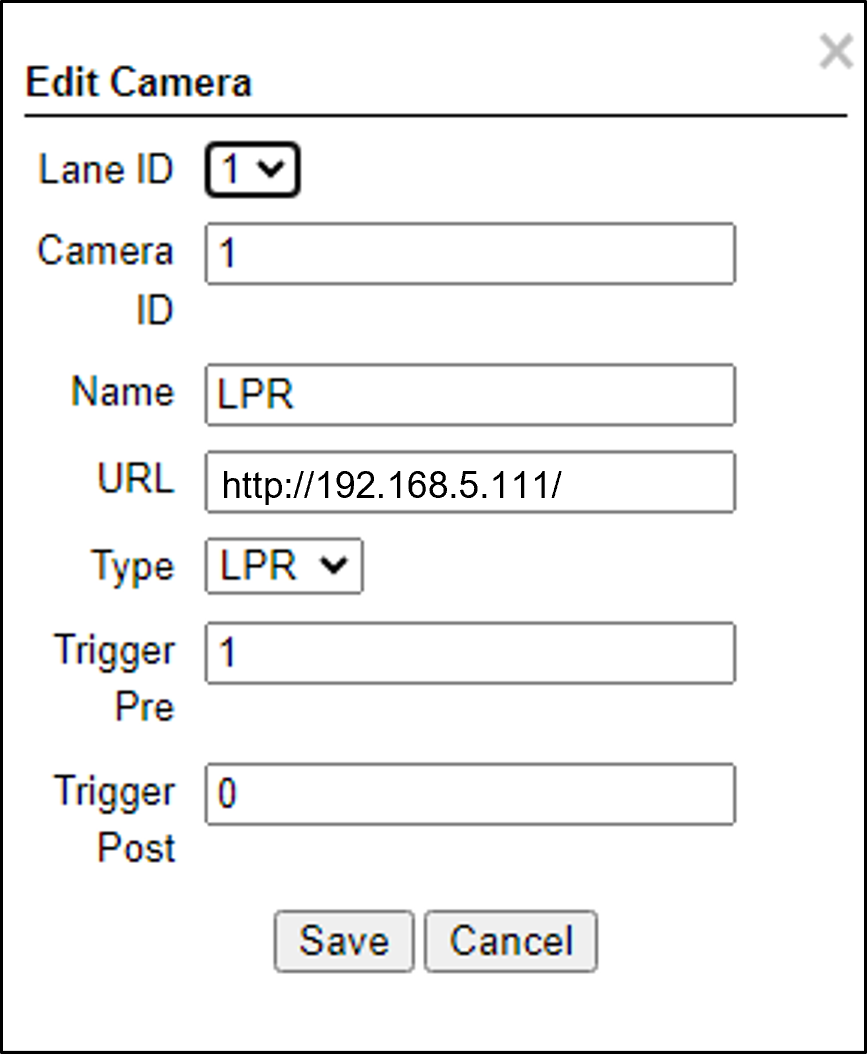 Edit Camera
Lane ID 1
Camera ID 1
Name LPR
URL http://192.168.5.111/
Type LPR
Trigger Pre 1
Trigger Post 0
Save Cancel